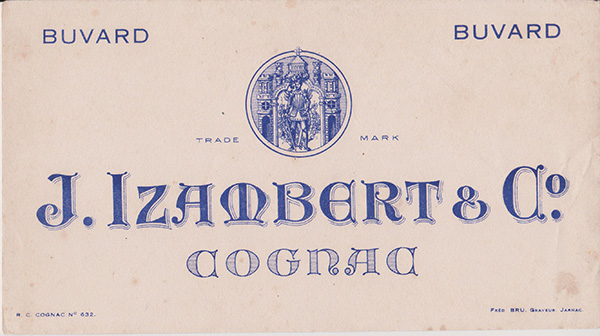 BUVARD
BUVARD
TRADE MARK
J. IZAMBERT & Co.
COGNAC
R. C. COGNAC No 632.
FRÉD. BRU, GRAVEUR, JARNAC.